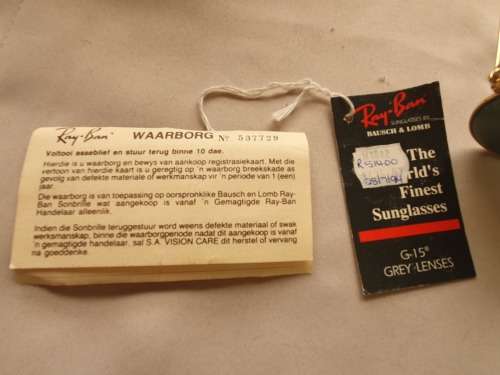 Ray-Ban WAARBORG No 537729
Voltooi asseblief en stuur terug binne 10 dae.
Hierdie is u waarborg en bewys van aankoop registrasiekaart. Met die
vertoon van hierdie kaart is u geregtig op 'n waarborg breekskade as
gevolg van defekte materiale of werkmanskap vir 'n periode van 1 (een)
jaar.
Die waarborg is van toepassing op oorspronklike Bausch en Lomb Ray-
Ban Sonbrille wat aangekoop is vanaf 'n Gemagtigde Ray-Ban
Handelaar alleenlik.
Indien die Sonbrille teruggestuur word weens defekte materiale of swak
werksmanskap, binne die waarborgperiode nadat dit aangekoop is vanaf
'n gemagtigde handelaar, sal S.A. VISION CARE dit herstel of vervang
na goeddenke.
Ray-Ban
SUNGLASSES BY
BAUSCH & LOMB
The
rld's
Finest
Sunglasses
G-15®
GREY LENSES